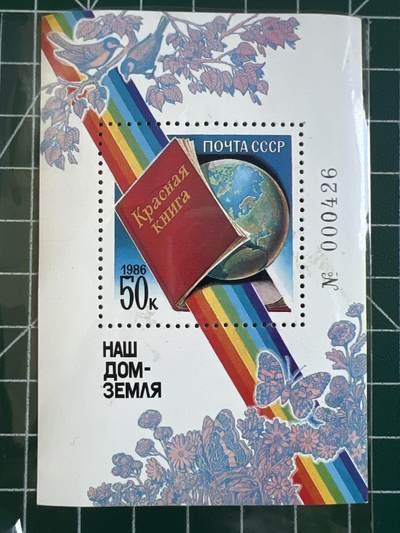 ПОЧТА СССР
Красная
книга
1986
50к
№ 000426
НАШ
ДОМ-
ЗЕМЛЯ